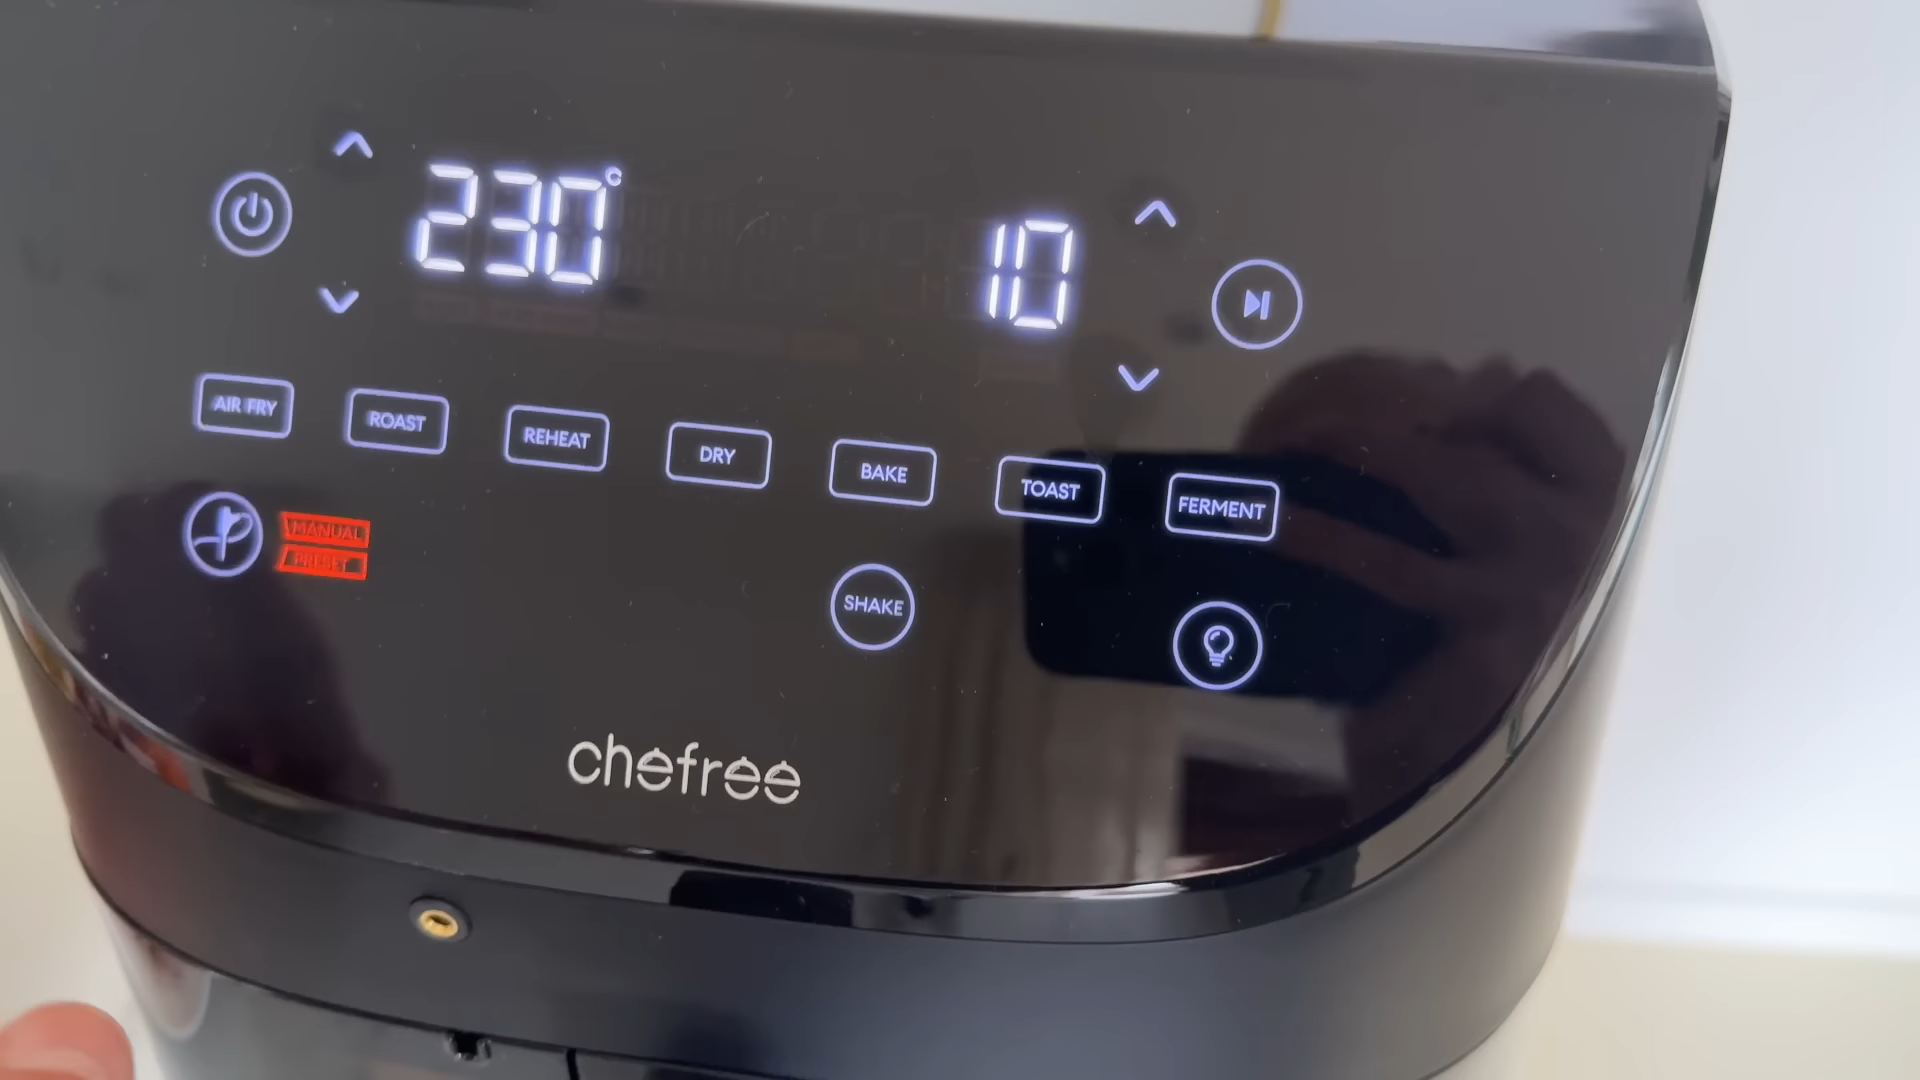 230°C
10
AIR FRY
ROAST
REHEAT
DRY
BAKE
TOAST
FERMENT
MANUAL
PRESET
SHAKE
chefree